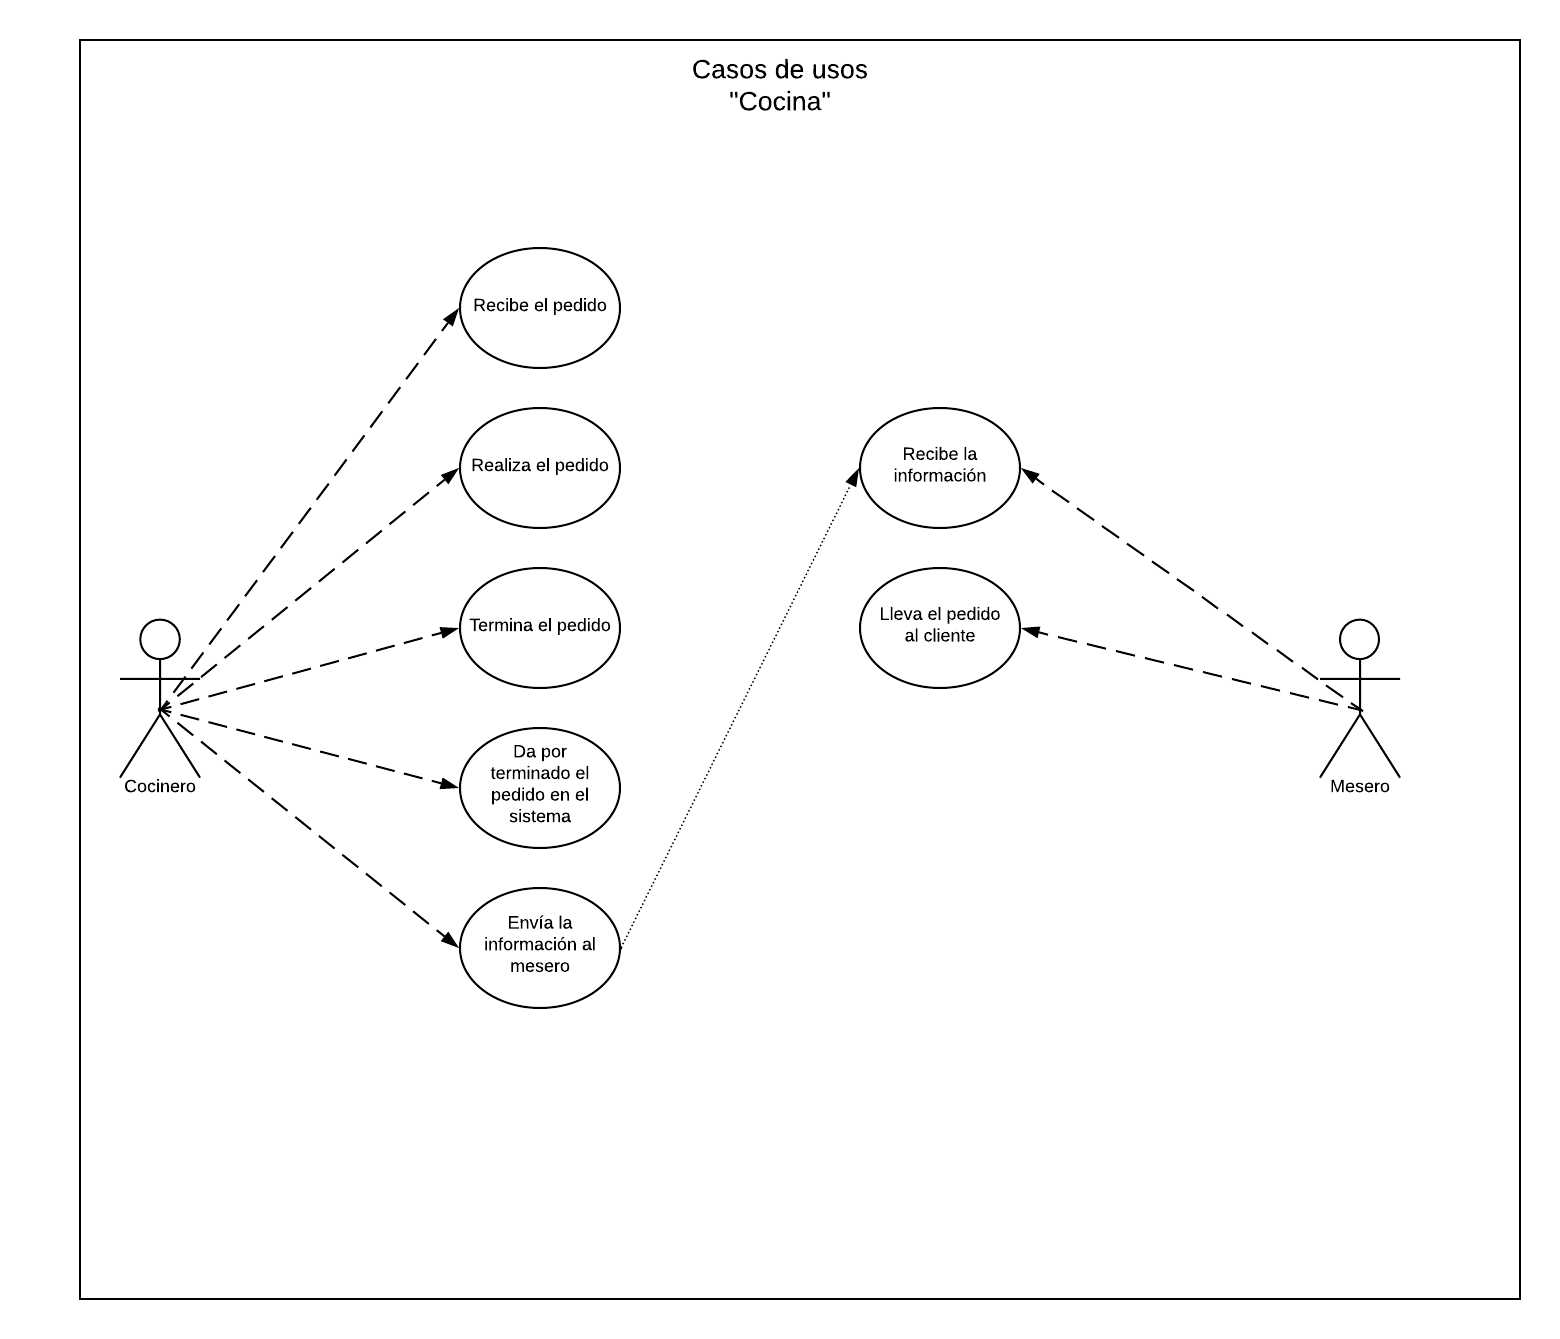 Casos de usos
"Cocina"
Recibe el pedido
Realiza el pedido
Termina el pedido
Da por
terminado el
pedido en el
sistema
Envía la
información al
mesero
Recibe la
información
Lleva el pedido
al cliente
Cocinero
Mesero